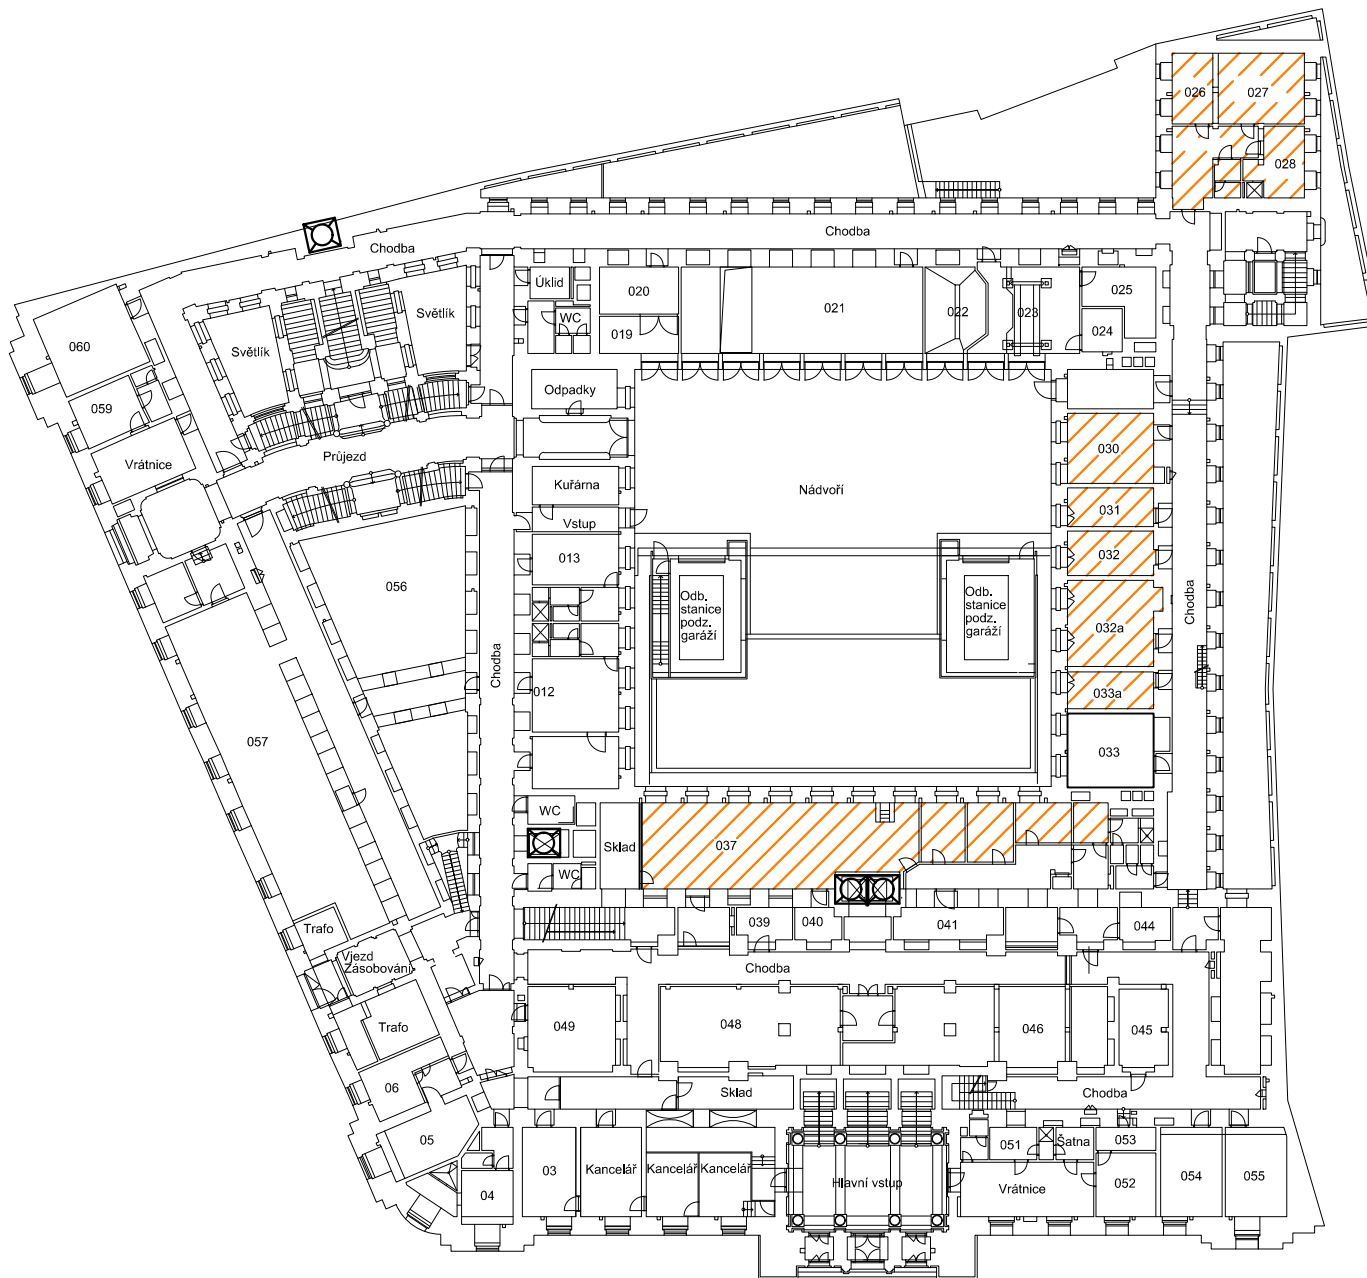 026
027
028
Chodba
Chodba
Úklid
WC
020
019
021
022
023
024
025
Světlík
Světlík
060
059
Vrátnice
Průjezd
Odpadky
Kuřárna
Vstup
Nádvoří
030
031
032
032a
033a
033
Chodba
013
012
056
Chodba
057
Odb.
stanice
podz.
garáží
Odb.
stanice
podz.
garáží
WC
WC
Sklad
037
039
040
041
044
Trafo
Vjezd
Zásobování
Trafo
Chodba
049
048
046
045
06
05
04
Sklad
Chodba
03
Kancelář
Kancelář
Kancelář
Hlavní vstup
051
Šatna
053
Vrátnice
052
054
055